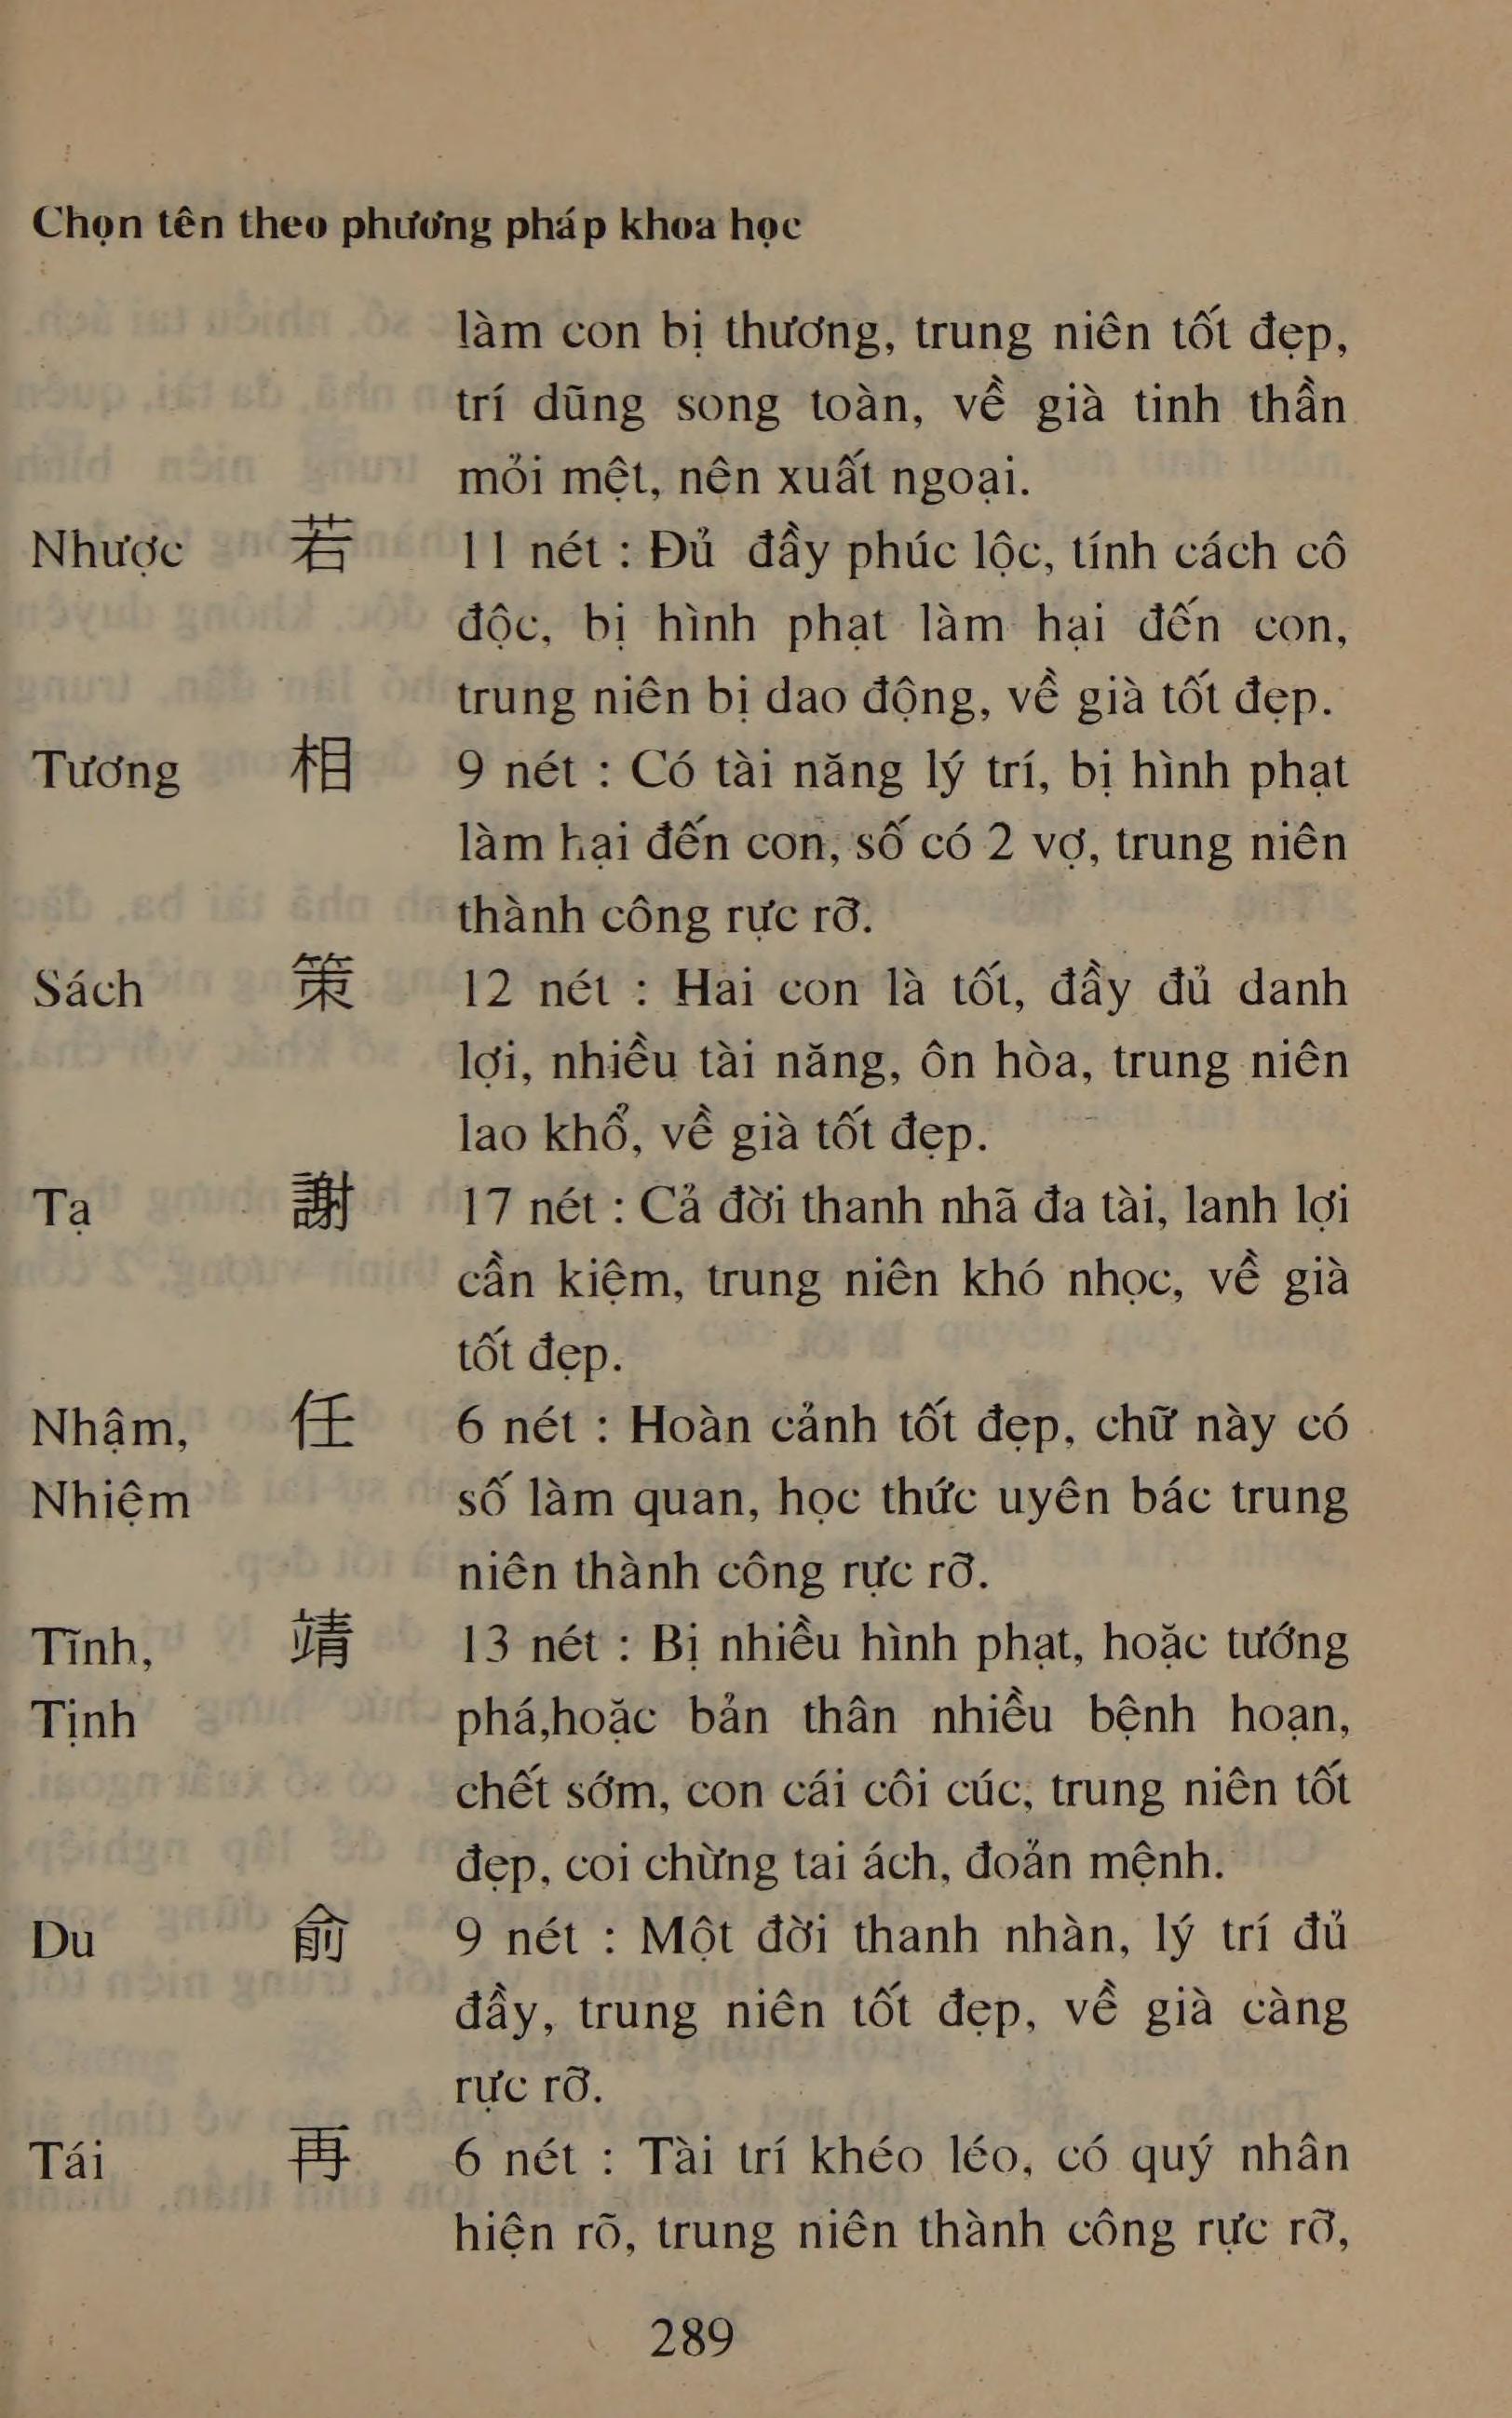 Chọn tên theo phương pháp khoa học
làm con bị thương, trung niên tốt đẹp,
trí dũng song toàn, về già tinh thần
mỏi mệt, nên xuất ngoại.
Nhược 若 11 nét : Đủ đầy phúc lộc, tính cách cô
độc, bị hình phạt làm hại đến con,
trung niên bị dao động, về già tốt đẹp.
Tương 相 9 nét : Có tài năng lý trí, bị hình phạt
làm hại đến con, số có 2 vợ, trung niên
thành công rực rỡ.
Sách 策 12 nét : Hai con là tốt, đầy đủ danh
lợi, nhiều tài năng, ôn hòa, trung niên
lao khổ, về già tốt đẹp.
Tạ 謝 17 nét : Cả đời thanh nhã đa tài, lanh lợi
cần kiệm, trung niên khó nhọc, về già
tốt đẹp.
Nhậm, 任 6 nét : Hoàn cảnh tốt đẹp, chữ này có
Nhiệm số làm quan, học thức uyên bác trung
niên thành công rực rỡ.
Tĩnh, 靖 13 nét : Bị nhiều hình phạt, hoặc tướng
Tịnh phá,hoặc bản thân nhiều bệnh hoạn,
chết sớm, con cái côi cúc, trung niên tốt
đẹp, coi chừng tai ách, đoản mệnh.
Du 俞 9 nét : Một đời thanh nhàn, lý trí đủ
đầy, trung niên tốt đẹp, về già càng
rực rỡ.
Tái 再 6 nét : Tài trí khéo léo, có quý nhân
hiện rõ, trung niên thành công rực rỡ,
289